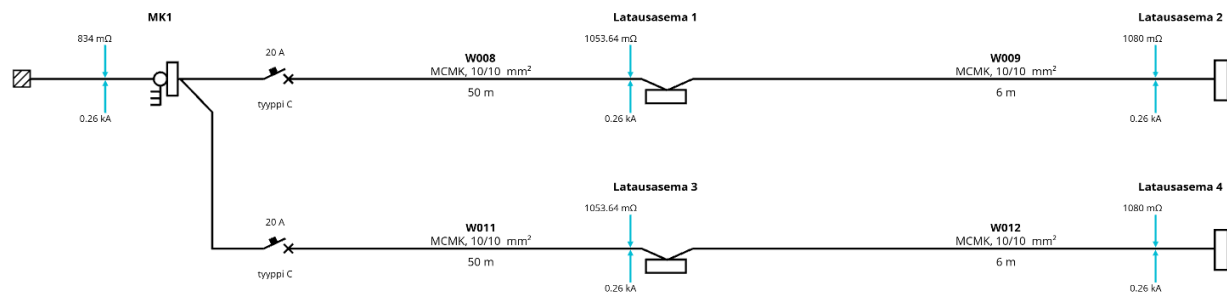 MK1
Latausasema 1
Latausasema 2
834 mΩ
1053.64 mΩ
1080 mΩ
20 A
W008
MCMK, 10/10 mm²
W009
MCMK, 10/10 mm²
tyyppi C
50 m
6 m
0.26 kA
0.26 kA
0.26 kA
Latausasema 3
Latausasema 4
1053.64 mΩ
1080 mΩ
20 A
W011
MCMK, 10/10 mm²
W012
MCMK, 10/10 mm²
tyyppi C
50 m
6 m
0.26 kA
0.26 kA